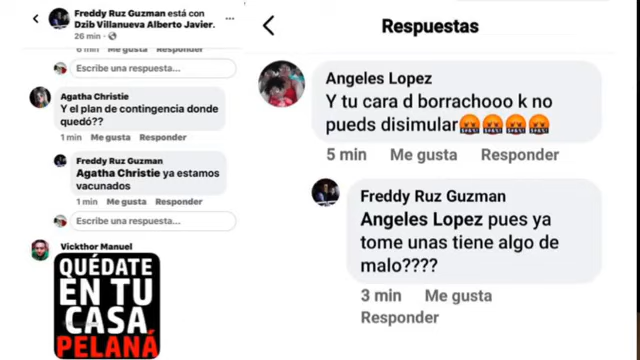 Freddy Ruz Guzman está con
Dzib Villanueva Alberto Javier.
26 min
6 min Me gusta Responder
Escribe una respuesta...
Agatha Christie
Y el plan de contingencia donde
quedó??
1 min Me gusta Responder
Freddy Ruz Guzman
Agatha Christie ya estamos
vacunados
1 min Me gusta Responder
Escribe una respuesta...
Vickthor Manuel
QUÉDATE
EN TU
CASA
PELANÁ
Respuestas
Angeles Lopez
Y tu cara d borrachooo k no
pueds disimular🤬🤬🤬🤬
5 min Me gusta Responder
Freddy Ruz Guzman
Angeles Lopez pues ya
tome unas tiene algo de
malo????
3 min Me gusta
Responder